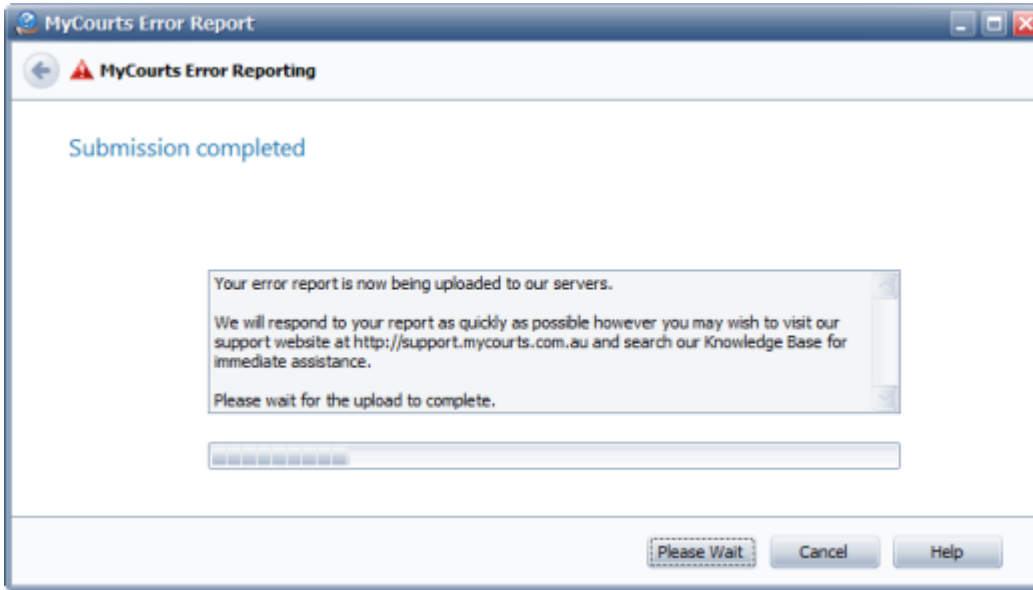 MyCourts Error Report
MyCourts Error Reporting
Submission completed
Your error report is now being uploaded to our servers.
We will respond to your report as quickly as possible however you may wish to visit our
support website at http://support.mycourts.com.au and search our Knowledge Base for
immediate assistance.
Please wait for the upload to complete.
Please Wait
Cancel
Help